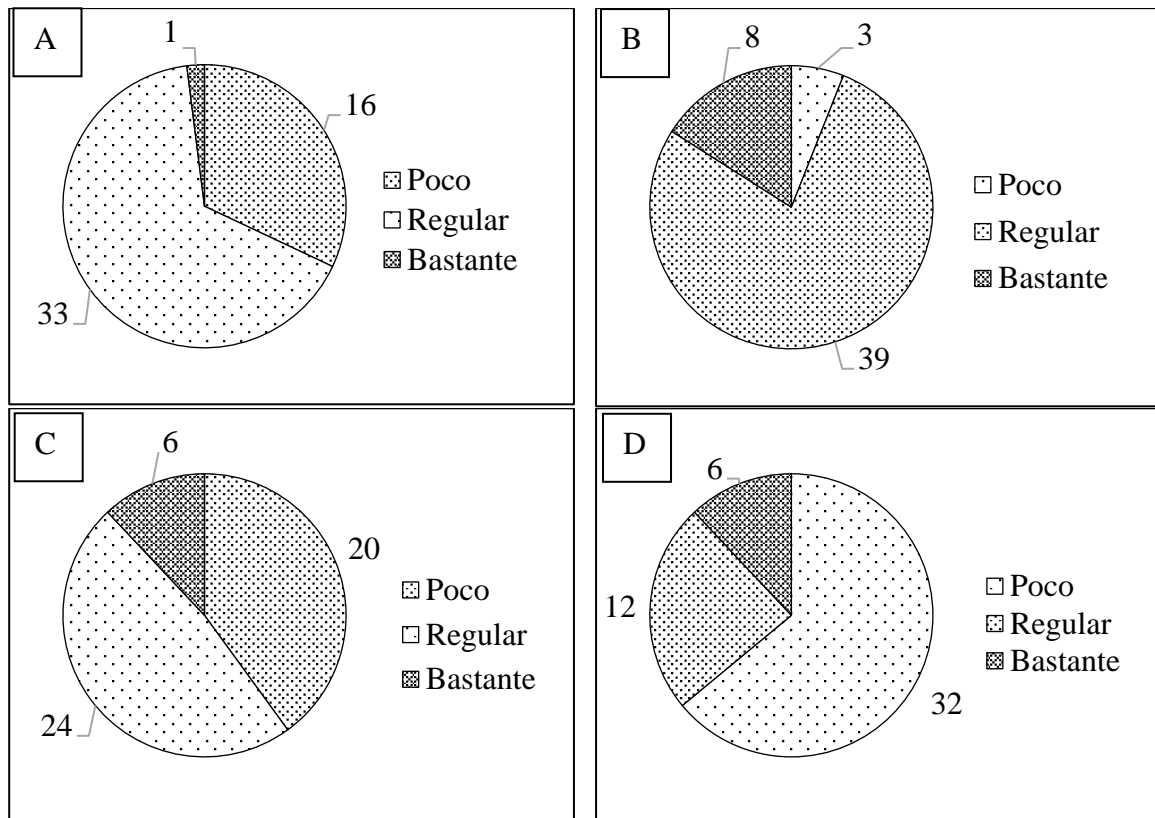 A
1
16
33
Poco
Regular
Bastante
B
8
3
39
Poco
Regular
Bastante
C
6
20
24
Poco
Regular
Bastante
D
6
12
32
Poco
Regular
Bastante